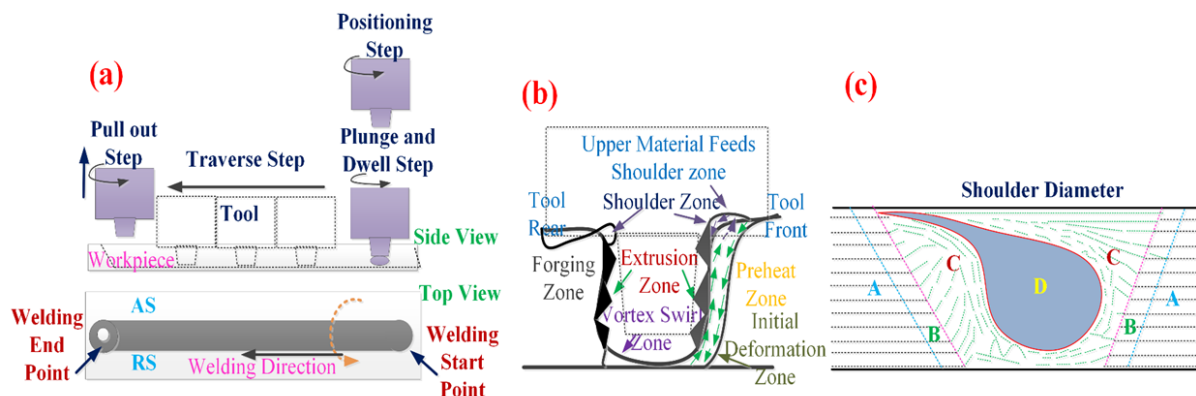 (a)
Positioning
Step
Pull out
Step
Traverse Step
Plunge and
Dwell Step
Tool
Side View
Workpiece
Top View
AS
RS
Welding
End
Point
Welding Direction
Welding
Start
Point
(b)
Upper Material Feeds
Shoulder zone
Tool
Rear
Shoulder Zone
Tool
Front
Forging
Zone
Extrusion
Zone
Preheat
Zone
Vortex Swirl
Zone
Initial
Deformation
Zone
(c)
Shoulder Diameter
A
B
C
D
C
B
A